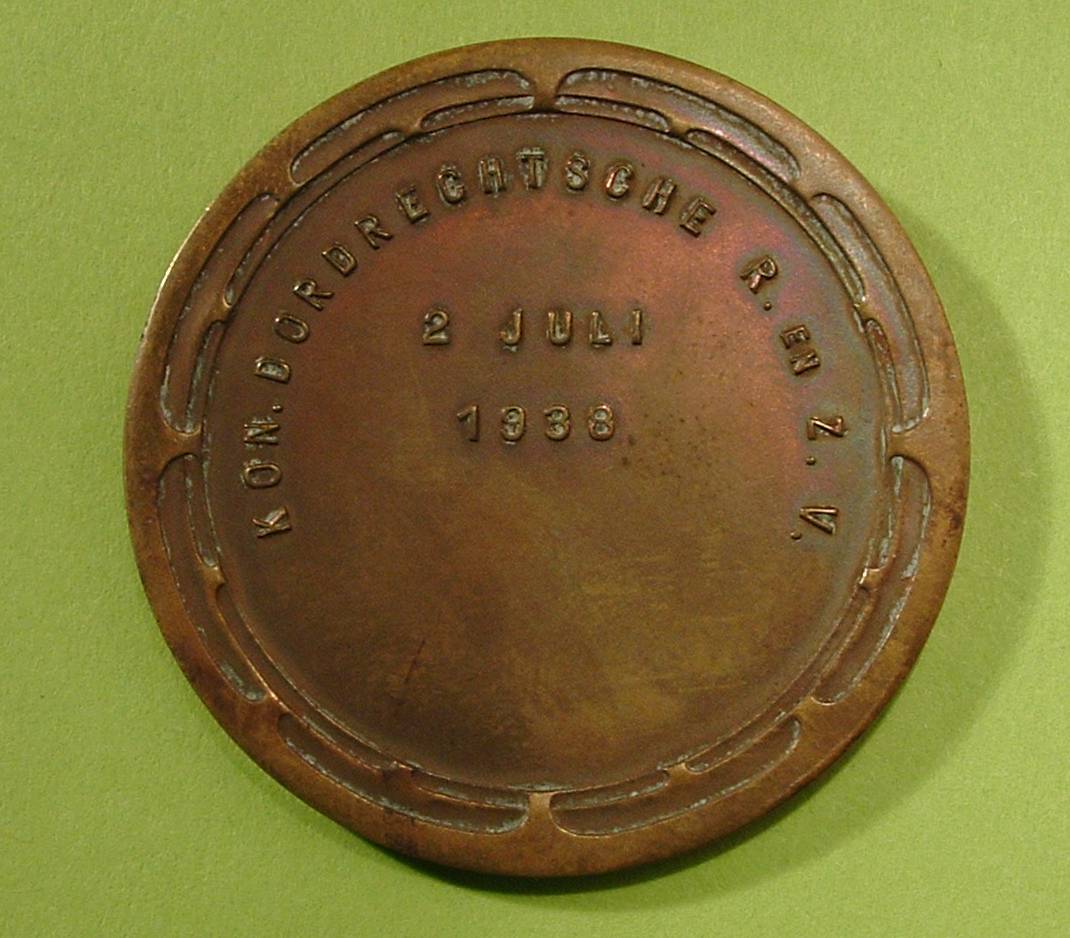 KON. DORDRECHTSCHE R. EN Z. V.
2 JULI
1938